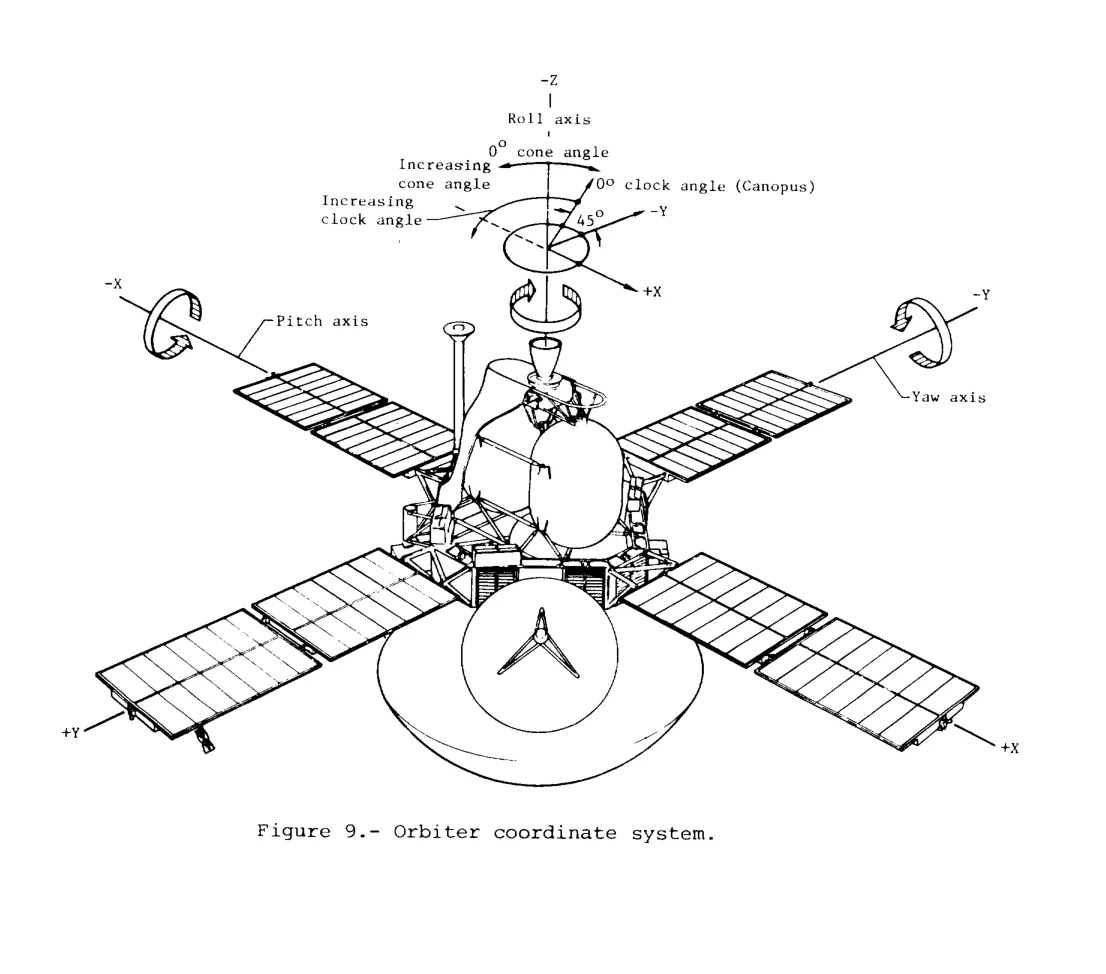 -Z
Roll axis
0° cone angle
Increasing
cone angle
0° clock angle (Canopus)
Increasing
clock angle
45°
-Y
+X
-X
Pitch axis
-Y
Yaw axis
+Y
+X
Figure 9.- Orbiter coordinate system.